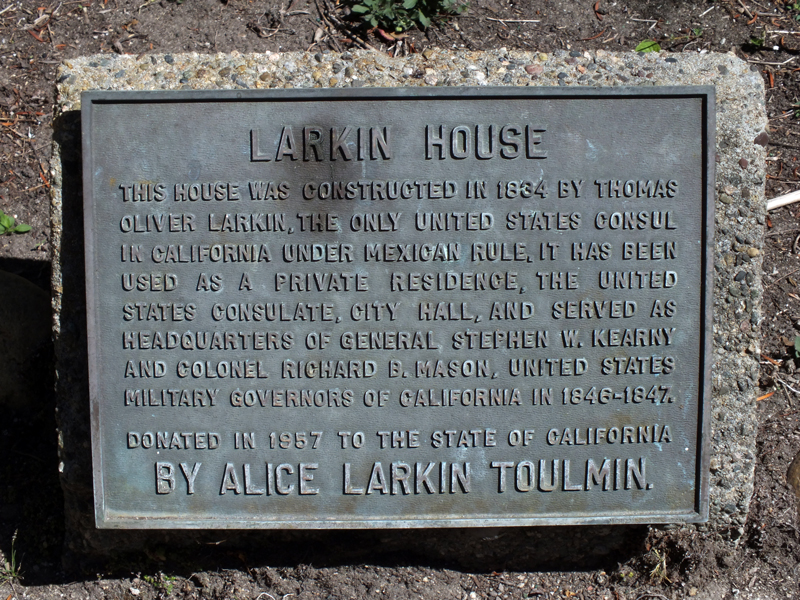 LARKIN HOUSE
THIS HOUSE WAS CONSTRUCTED IN 1834 BY THOMAS
OLIVER LARKIN, THE ONLY UNITED STATES CONSUL
IN CALIFORNIA UNDER MEXICAN RULE, IT HAS BEEN
USED AS A PRIVATE RESIDENCE, THE UNITED
STATES CONSULATE, CITY HALL, AND SERVED AS
HEADQUARTERS OF GENERAL STEPHEN W. KEARNY
AND COLONEL RICHARD B. MASON, UNITED STATES
MILITARY GOVERNORS OF CALIFORNIA IN 1846-1847.
DONATED IN 1957 TO THE STATE OF CALIFORNIA
BY ALICE LARKIN TOULMIN.